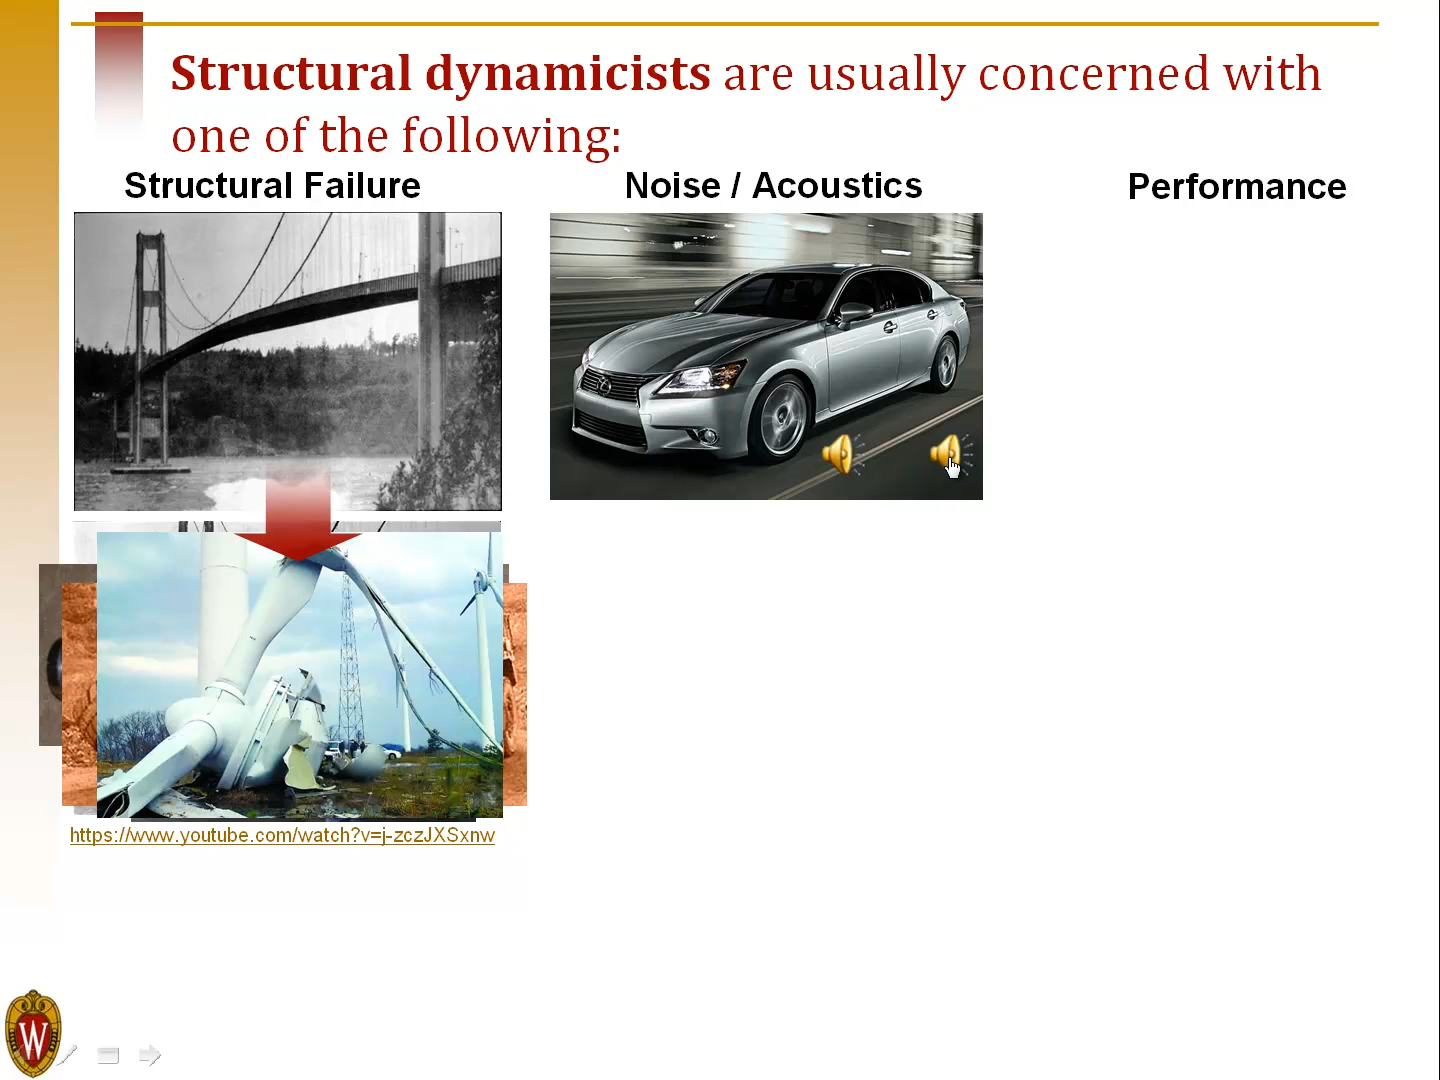 Structural dynamicists are usually concerned with
one of the following:
Structural Failure
Noise / Acoustics
Performance
https://www.youtube.com/watch?v=j-zczJXSxnw
W